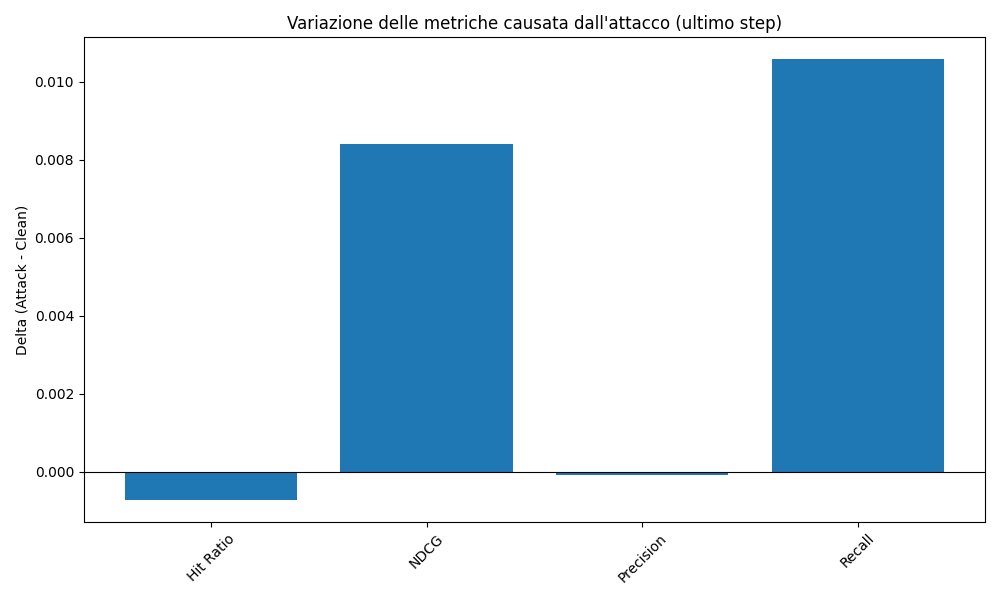 Variazione delle metriche causata dall'attacco (ultimo step)
Delta (Attack - Clean)
0.010
0.008
0.006
0.004
0.002
0.000
Hit Ratio
NDCG
Precision
Recall